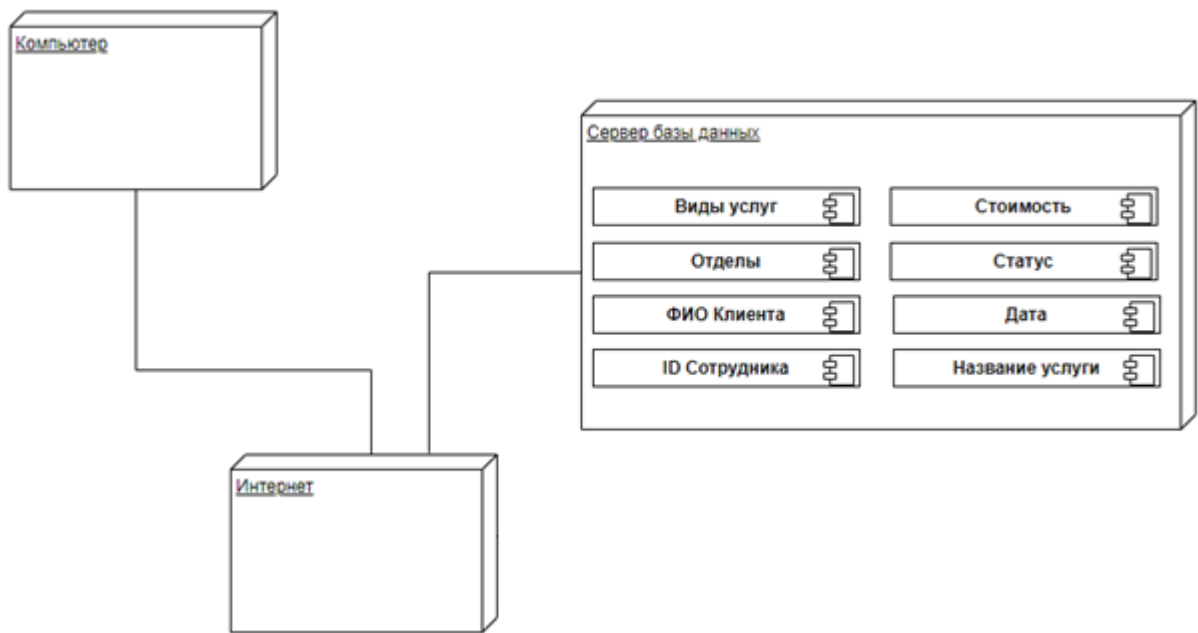 Компьютер
Сервер базы данных
Виды услуг
Стоимость
Отделы
Статус
ФИО Клиента
Дата
ID Сотрудника
Название услуги
Интернет